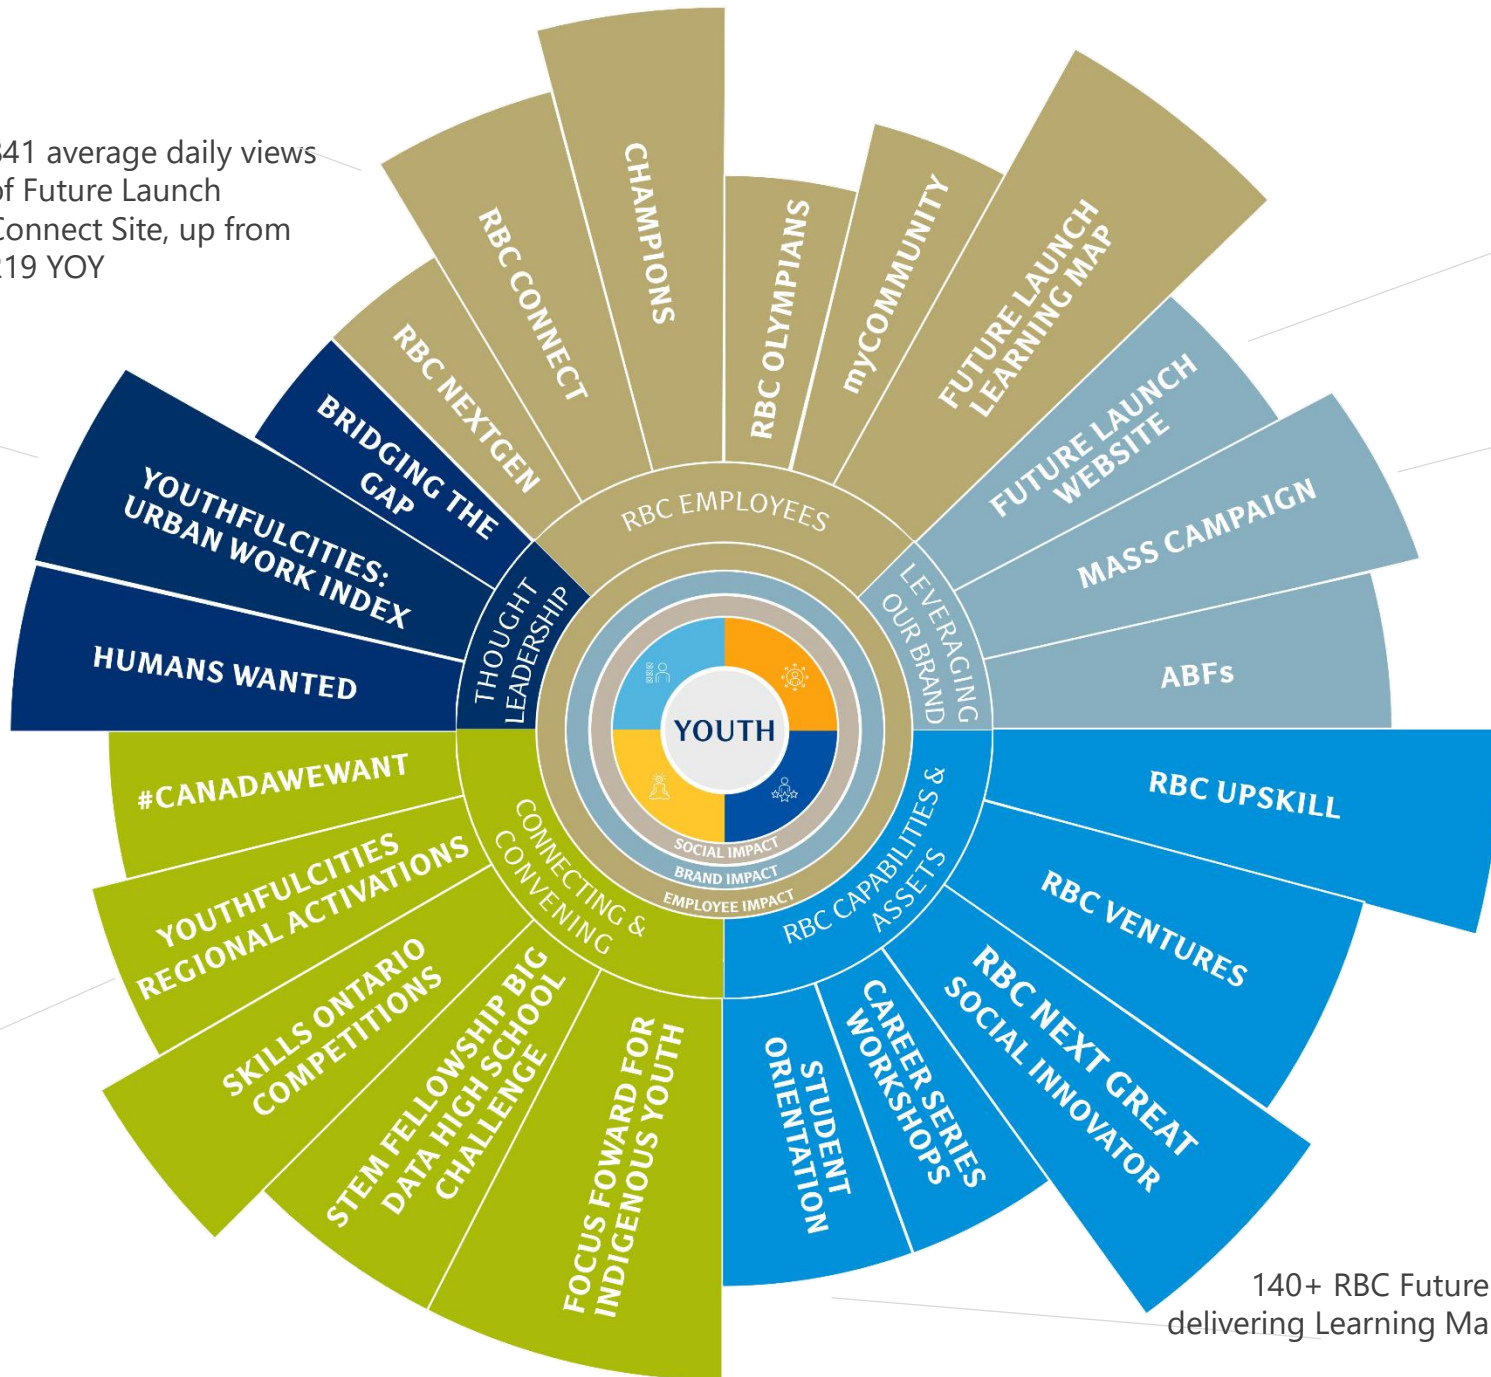 average daily views
of Future Launch
Connect Site, up from
YOY
RBC NEXTGEN
RBC CONNECT
CHAMPIONS
RBC OLYMPIANS
myCOMMUNITY
FUTURE LAUNCH
LEARNING MAP
RBC EMPLOYEES
FUTURE LAUNCH
WEBSITE
MASS CAMPAIGN
ABFs
LEVERAGING
OUR BRAND
BRIDGING THE
GAP
YOUTHFULCITIES:
URBAN WORK INDEX
HUMANS WANTED
THOUGHT
LEADERSHIP
YOUTH
SOCIAL IMPACT
BRAND IMPACT
EMPLOYEE IMPACT
#CANADAWEWANT
YOUTHFULCITIES
REGIONAL ACTIVATIONS
SKILLS ONTARIO
COMPETITIONS
STEM FELLOWSHIP BIG
DATA HIGH SCHOOL
CHALLENGE
FOCUS FOWARD FOR
INDIGENOUS YOUTH
CONNECTING &
CONVENING
RBC CAPABILITIES &
ASSETS
RBC UPSKILL
RBC VENTURES
RBC NEXT GREAT
SOCIAL INNOVATOR
CAREER SERIES
WORKSHOPS
STUDENT
ORIENTATION
140+ RBC Future
delivering Learning Ma